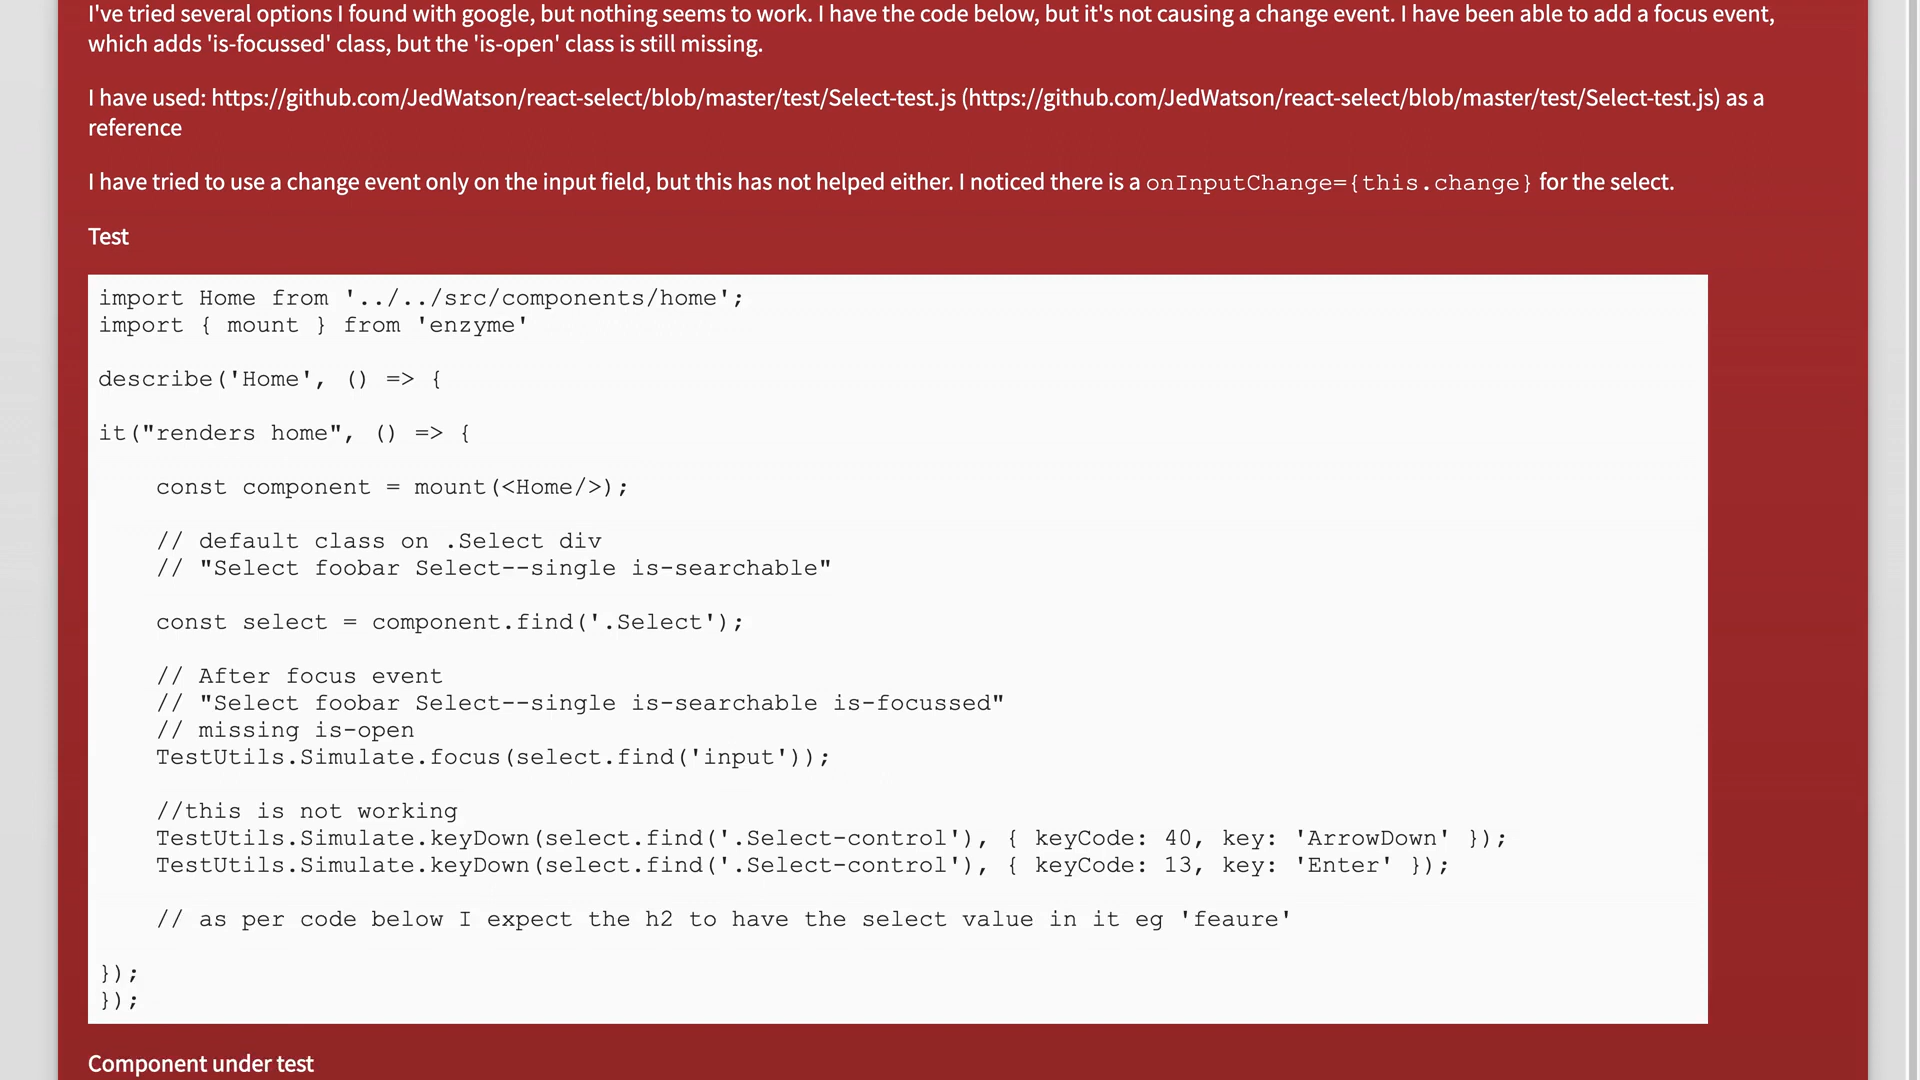 I've tried several options I found with google, but nothing seems to work. I have the code below, but it's not causing a change event. I have been able to add a focus event,
which adds 'is-focussed' class, but the 'is-open' class is still missing.
I have used: https://github.com/JedWatson/react-select/blob/master/test/Select-test.js (https://github.com/JedWatson/react-select/blob/master/test/Select-test.js) as a
reference
I have tried to use a change event only on the input field, but this has not helped either. I noticed there is a onInputChange={this.change} for the select.
Test
import Home from '../../src/components/home';
import { mount } from 'enzyme'
describe('Home', () => {
it("renders home", () => {
const component = mount(<Home/>);
// default class on .Select div
// "Select foobar Select--single is-searchable"
const select = component.find('.Select');
// After focus event
// "Select foobar Select--single is-searchable is-focussed"
// missing is-open
TestUtils.Simulate.focus(select.find('input'));
//this is not working
TestUtils.Simulate.keyDown(select.find('.Select-control'), { keyCode: 40, key: 'ArrowDown' });
TestUtils.Simulate.keyDown(select.find('.Select-control'), { keyCode: 13, key: 'Enter' });
// as per code below I expect the h2 to have the select value in it eg 'feaure'
});
});
Component under test